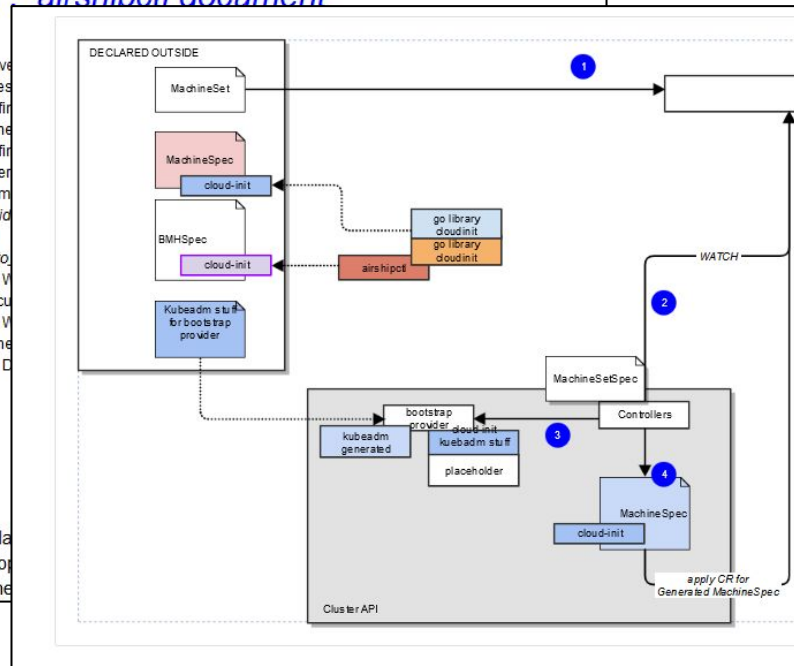 airshipctl document
DECLARED OUTSIDE
MachineSet
1
MachineSpec
cloud-init
BMHSpec
cloud-init
go library
cloudinit
go library
cloudinit
airshipctl
Kubeadm stuff
for bootstrap
provider
WATCH
2
MachineSetSpec
Controllers
bootstrap
provider
3
kubeadm
generated
cloud-init
kuebadm stuff
placeholder
4
MachineSpec
cloud-init
apply CR for
Generated MachineSpec
Cluster API